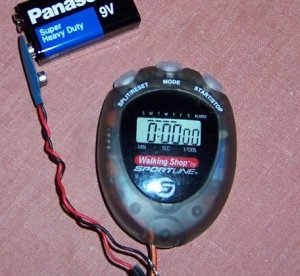 Panaso
Super
Heavy Duty
9V
SPLIT/RESET
MODE
START/STOP
S M T W T F S ALARM
0:00.00
MIN SEC 1/100S
Walking Shop by
SPORTLINE®